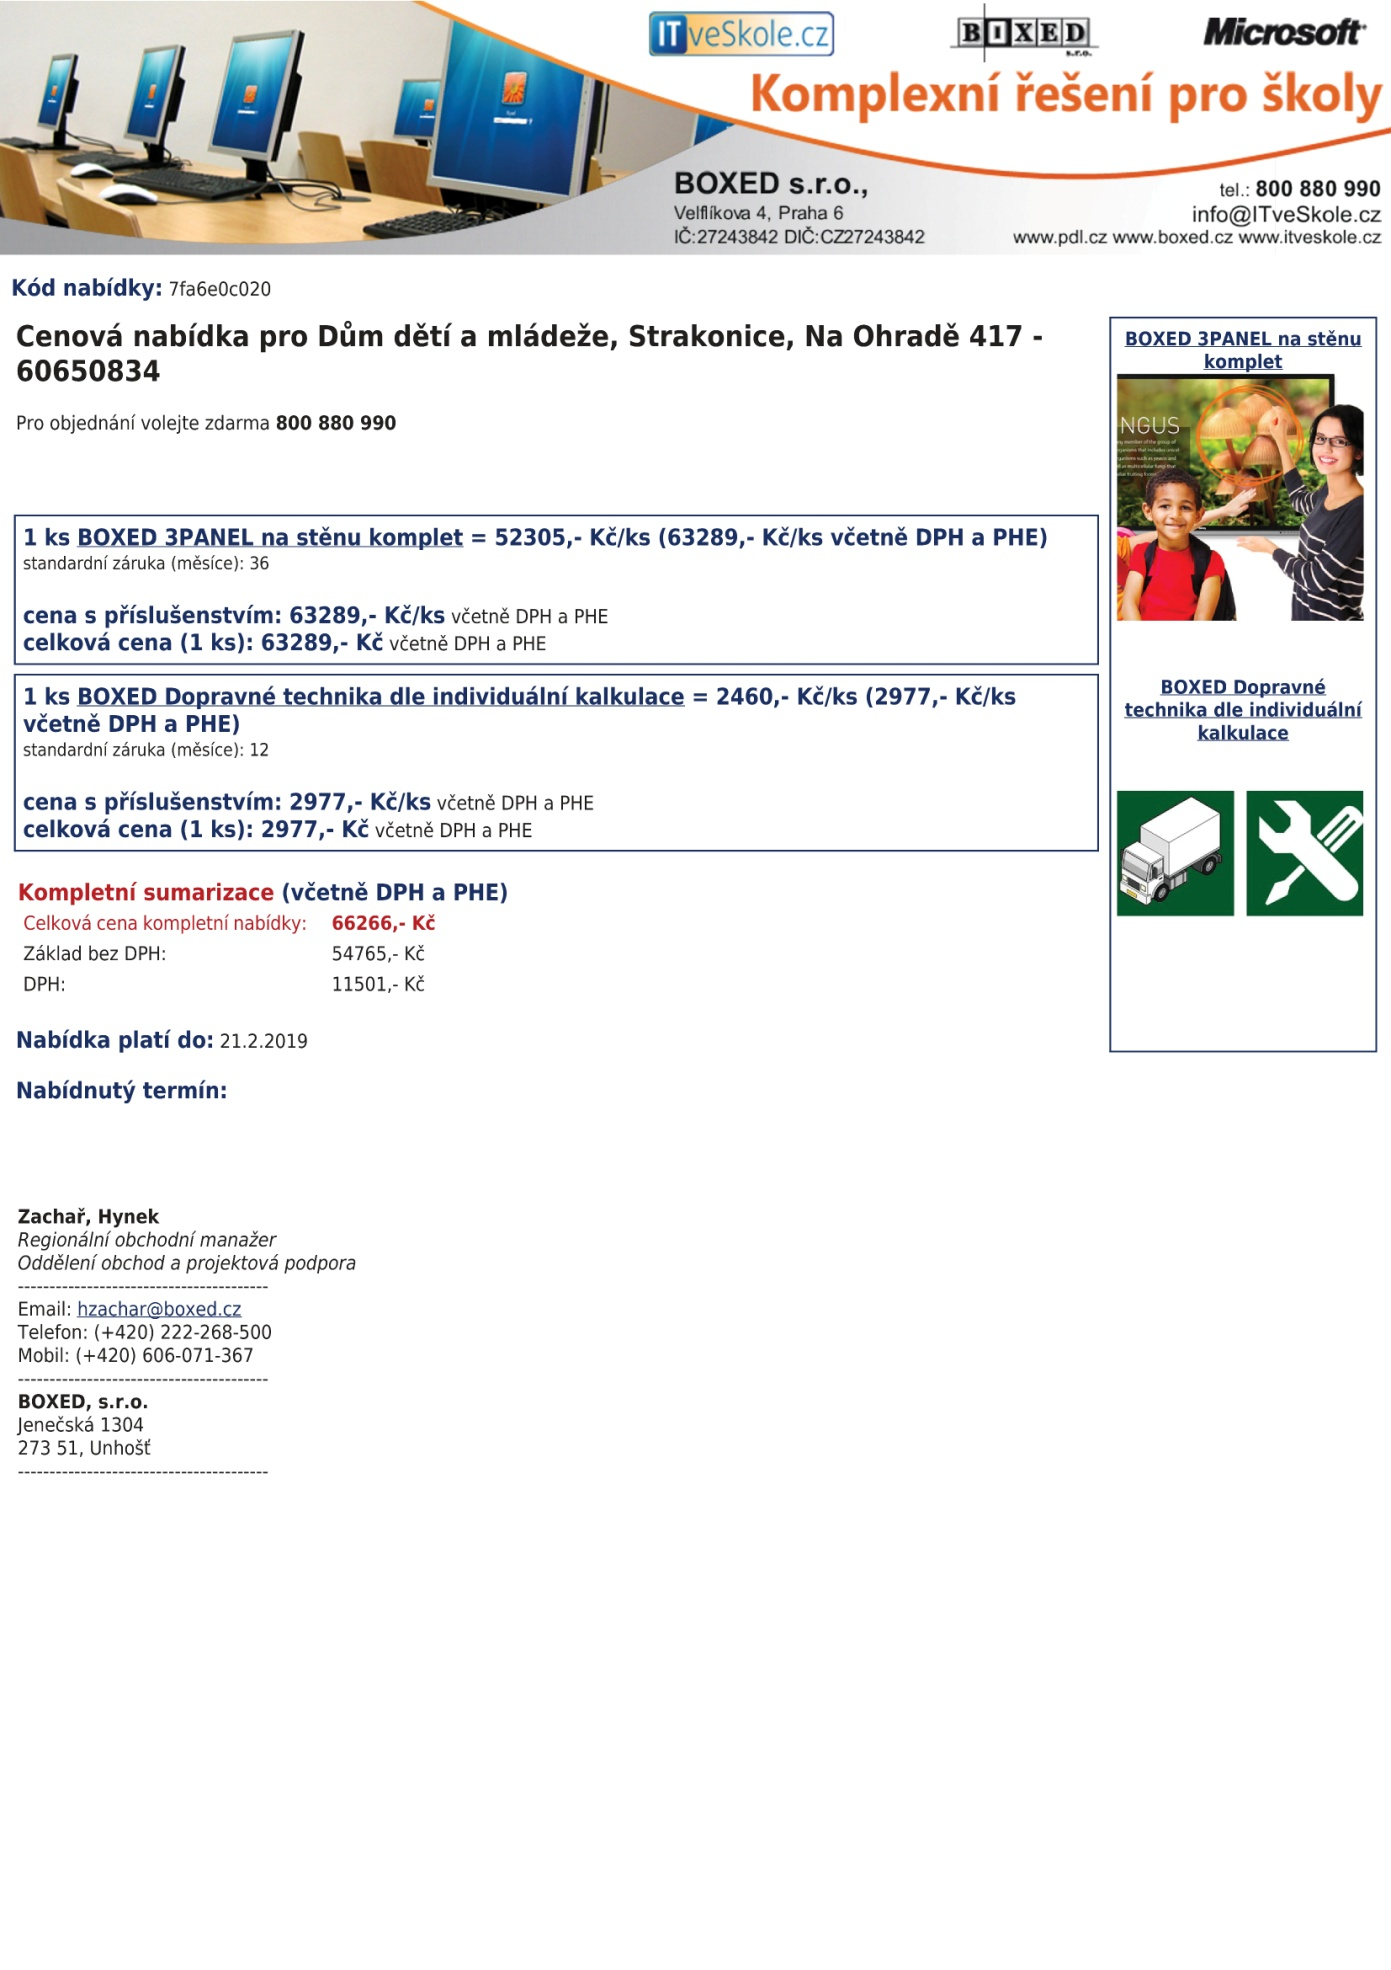 ITveSkole.cz
BOXED
s.r.o.
Microsoft
Komplexní řešení pro školy
BOXED s.r.o.,
Velflíkova 4, Praha 6
IČ:27243842 DIČ:CZ27243842
tel.: 800 880 990
info@ITveSkole.cz
www.pdl.cz www.boxed.cz www.itveskole.cz
Kód nabídky: 7fa6e0c020
Cenová nabídka pro Dům dětí a mládeže, Strakonice, Na Ohradě 417 -
60650834
Pro objednání volejte zdarma 800 880 990
1 ks BOXED 3PANEL na stěnu komplet = 52305,- Kč/ks (63289,- Kč/ks včetně DPH a PHE)
standardní záruka (měsíce): 36
cena s příslušenstvím: 63289,- Kč/ks včetně DPH a PHE
celková cena (1 ks): 63289,- Kč včetně DPH a PHE
1 ks BOXED Dopravné technika dle individuální kalkulace = 2460,- Kč/ks (2977,- Kč/ks
včetně DPH a PHE)
standardní záruka (měsíce): 12
cena s příslušenstvím: 2977,- Kč/ks včetně DPH a PHE
celková cena (1 ks): 2977,- Kč včetně DPH a PHE
Kompletní sumarizace (včetně DPH a PHE)
Celková cena kompletní nabídky: 66266,- Kč
Základ bez DPH: 54765,- Kč
DPH: 11501,- Kč
Nabídka platí do: 21.2.2019
Nabídnutý termín:
BOXED 3PANEL na stěnu
komplet
NGUS
BOXED Dopravné
technika dle individuální
kalkulace
Zachař, Hynek
Regionální obchodní manažer
Oddělení obchod a projektová podpora
----------------------------------------
Email: hzachar@boxed.cz
Telefon: (+420) 222-268-500
Mobil: (+420) 606-071-367
----------------------------------------
BOXED, s.r.o.
Jenečská 1304
273 51, Unhošť
----------------------------------------